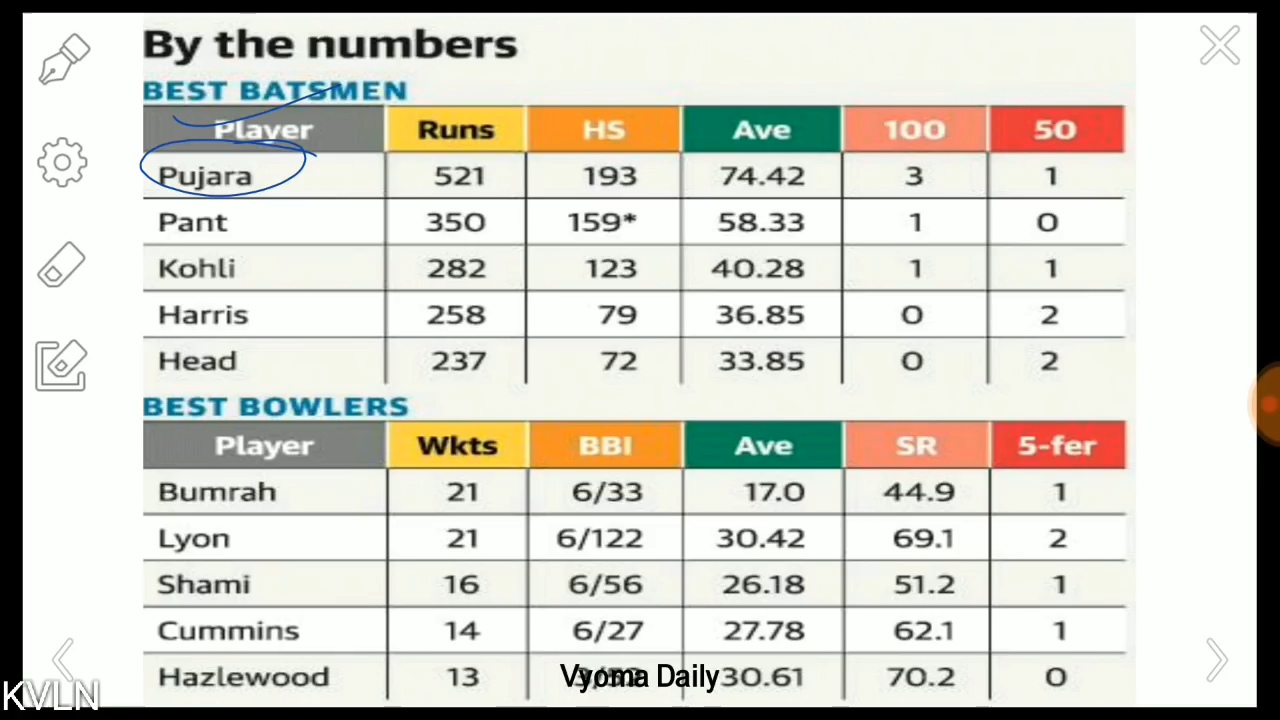 By the numbers
BEST BATSMEN
Player Runs HS Ave 100 50
Pujara 521 193 74.42 3 1
Pant 350 159* 58.33 1 0
Kohli 282 123 40.28 1 1
Harris 258 79 36.85 0 2
Head 237 72 33.85 0 2
BEST BOWLERS
Player Wkts BBI Ave SR 5-fer
Bumrah 21 6/33 17.0 44.9 1
Lyon 21 6/122 30.42 69.1 2
Shami 16 6/56 26.18 51.2 1
Cummins 14 6/27 27.78 62.1 1
Hazlewood 13 30.61 70.2 0
Vyoma Daily
KVLN